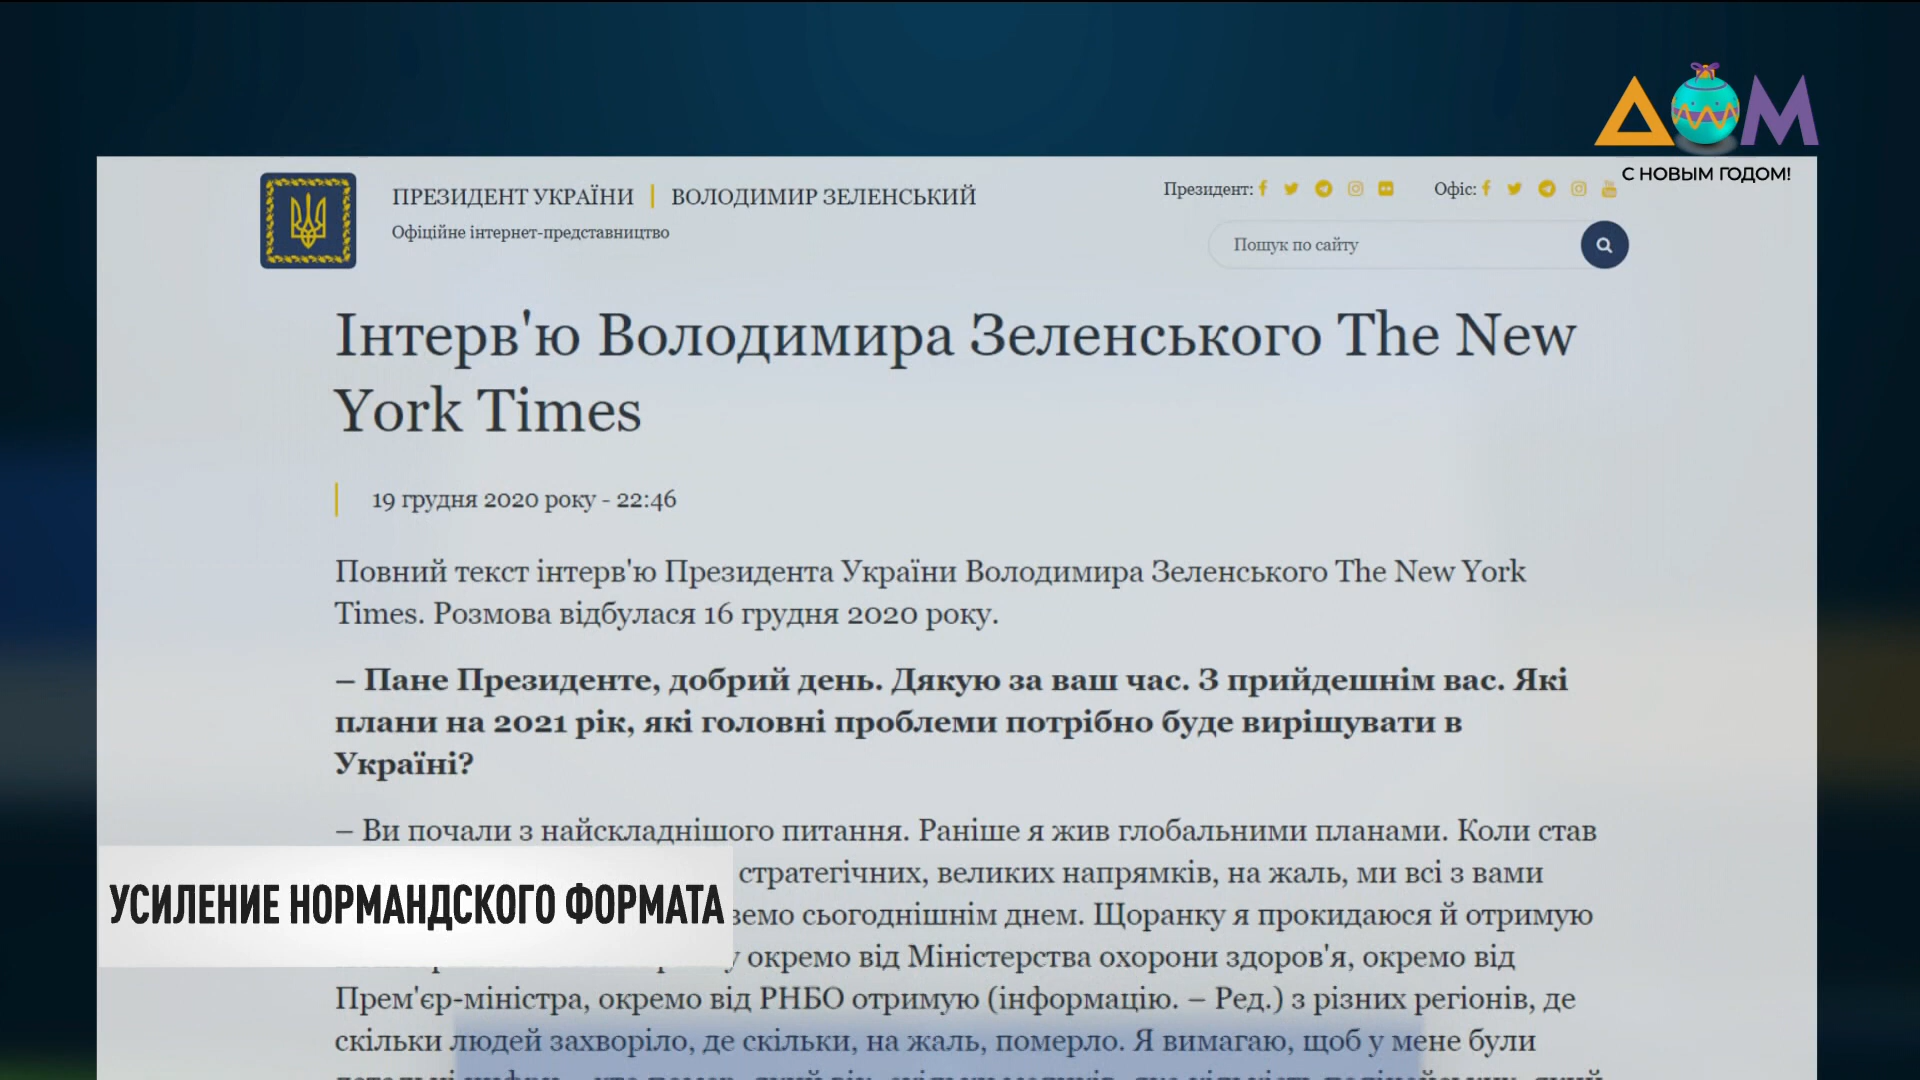 ДОМ
С НОВЫМ ГОДОМ!
ПРЕЗИДЕНТ УКРАЇНИ | ВОЛОДИМИР ЗЕЛЕНСЬКИЙ
Офіційне інтернет-представництво
Президент:
Офіс:
Пошук по сайту
Інтерв'ю Володимира Зеленського The New
York Times
19 грудня 2020 року - 22:46
Повний текст інтерв'ю Президента України Володимира Зеленського The New York
Times. Розмова відбулася 16 грудня 2020 року.
– Пане Президенте, добрий день. Дякую за ваш час. З прийдешнім вас. Які
плани на 2021 рік, які головні проблеми потрібно буде вирішувати в
Україні?
– Ви почали з найскладнішого питання. Раніше я жив глобальними планами. Коли став
стратегічних, великих напрямків, на жаль, ми всі з вами
сьогоднішнім днем. Щоранку я прокидаюся й отримую
окремо від Міністерства охорони здоров'я, окремо від
Прем'єр-міністра, окремо від РНБО отримую (інформацію. – Ред.) з різних регіонів, де
скільки людей захворіло, де скільки, на жаль, померло. Я вимагаю, щоб у мене були
УСИЛЕНИЕ НОРМАНДСКОГО ФОРМАТА